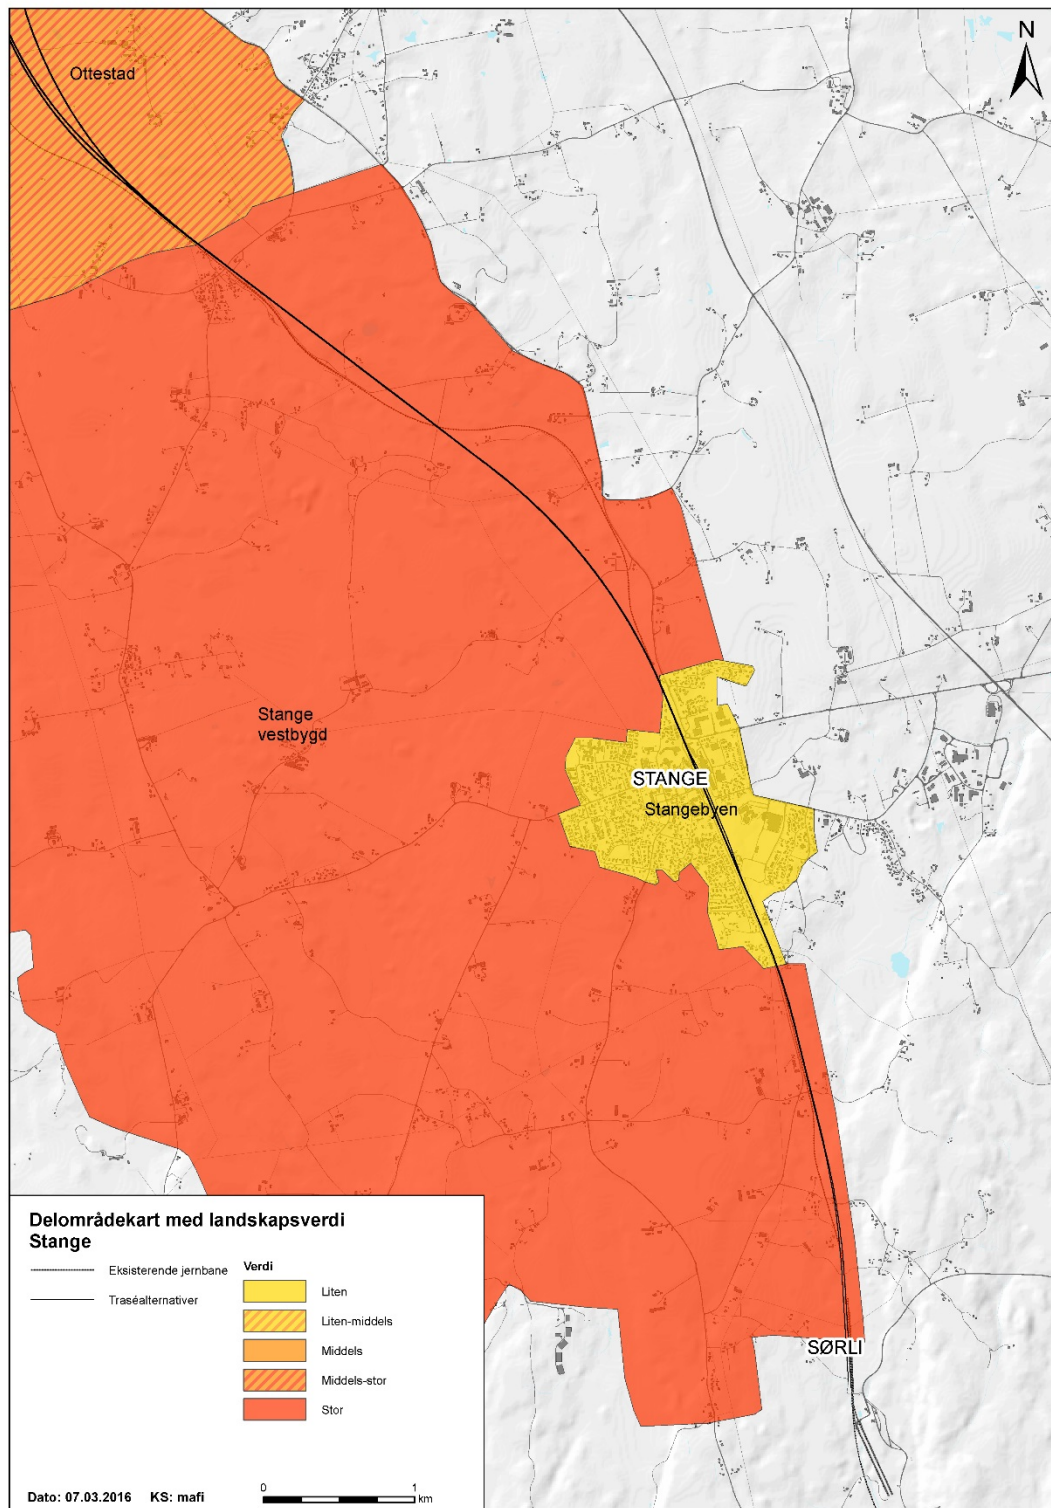 N
Ottestad
Stange
vestbygd
STANGE
Stangebyen
SØRLI
Delområdekart med landskapsverdi
Stange
Eksisterende jernbane
Traséalternativer
Verdi
Liten
Liten-middels
Middels
Middels-stor
Stor
Dato: 07.03.2016 KS: mafi
0 1
km